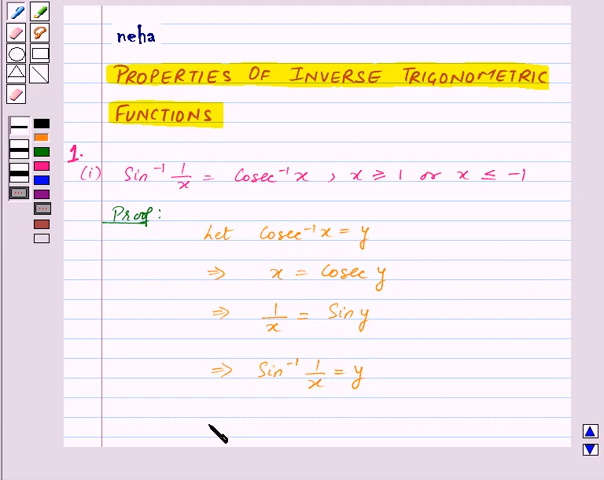 neha
PROPERTIES OF INVERSE TRIGONOMETRIC
FUNCTIONS
1.
(i) Sin⁻¹ 1/x = Cosec⁻¹ x , x ≥ 1 or x ≤ -1
Proof:
Let Cosec⁻¹ x = y
⇒ x = Cosec y
⇒ 1/x = Sin y
⇒ Sin⁻¹ 1/x = y